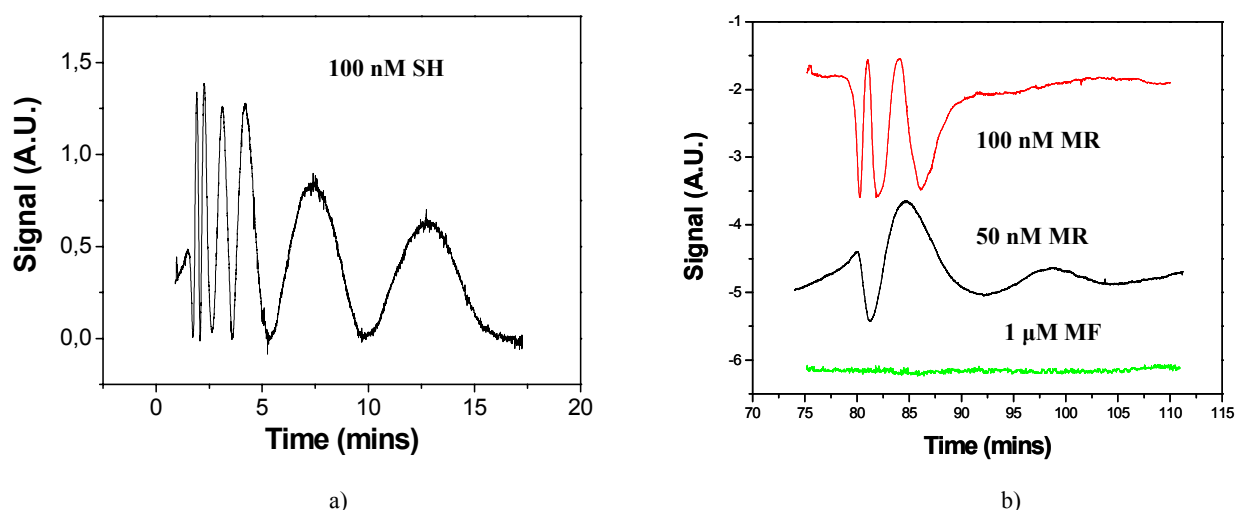 100 nM SH
Signal (A.U.)
1,5
1,0
0,5
0,0
0
5
10
15
20
Time (mins)
a)
100 nM MR
50 nM MR
1 µM MF
Signal (A.U.)
-1
-2
-3
-4
-5
-6
70
75
80
85
90
95
100
105
110
115
Time (mins)
b)